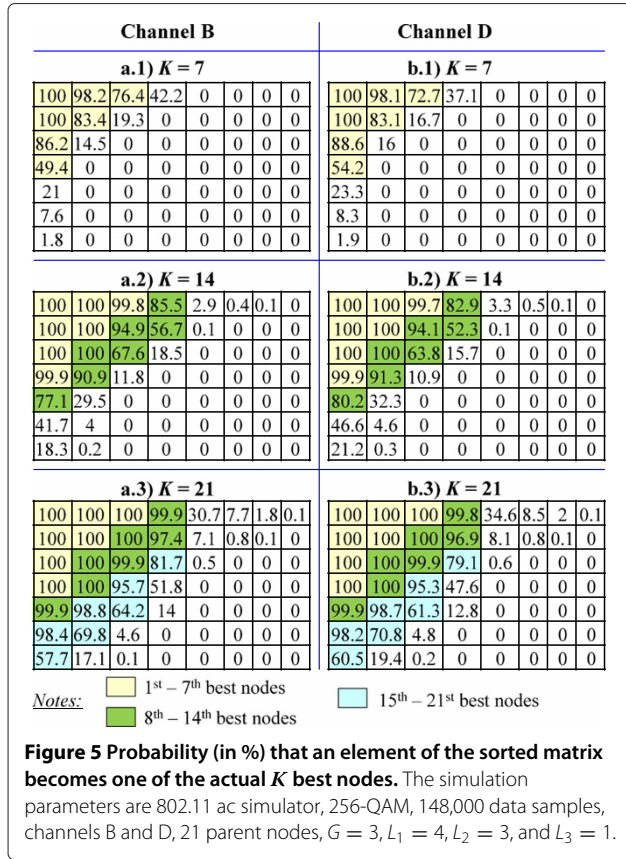 Channel B
Channel D
a.1) K = 7
100 98.2 76.4 42.2 0 0 0 0
100 83.4 19.3 0 0 0 0 0
86.2 14.5 0 0 0 0 0 0
49.4 0 0 0 0 0 0 0
21 0 0 0 0 0 0 0
7.6 0 0 0 0 0 0 0
1.8 0 0 0 0 0 0 0
b.1) K = 7
100 98.1 72.7 37.1 0 0 0 0
100 83.1 16.7 0 0 0 0 0
88.6 16 0 0 0 0 0 0
54.2 0 0 0 0 0 0 0
23.3 0 0 0 0 0 0 0
8.3 0 0 0 0 0 0 0
1.9 0 0 0 0 0 0 0
a.2) K = 14
100 100 99.8 85.5 2.9 0.4 0.1 0
100 100 94.9 56.7 0.1 0 0 0
100 100 67.6 18.5 0 0 0 0
99.9 90.9 11.8 0 0 0 0 0
77.1 29.5 0 0 0 0 0 0
41.7 4 0 0 0 0 0 0
18.3 0.2 0 0 0 0 0 0
b.2) K = 14
100 100 99.7 82.9 3.3 0.5 0.1 0
100 100 94.1 52.3 0.1 0 0 0
100 100 63.8 15.7 0 0 0 0
99.9 91.3 10.9 0 0 0 0 0
80.2 32.3 0 0 0 0 0 0
46.6 4.6 0 0 0 0 0 0
21.2 0.3 0 0 0 0 0 0
a.3) K = 21
100 100 100 99.9 30.7 7.7 1.8 0.1
100 100 100 97.4 7.1 0.8 0.1 0
100 100 99.9 81.7 0.5 0 0 0
100 100 95.7 51.8 0 0 0 0
99.9 98.8 64.2 14 0 0 0 0
98.4 69.8 4.6 0 0 0 0 0
57.7 17.1 0.1 0 0 0 0 0
b.3) K = 21
100 100 100 99.8 34.6 8.5 2 0.1
100 100 100 96.9 8.1 0.8 0.1 0
100 100 99.9 79.1 0.6 0 0 0
100 100 95.3 47.6 0 0 0 0
99.9 98.7 61.3 12.8 0 0 0 0
98.2 70.8 4.8 0 0 0 0 0
60.5 19.4 0.2 0 0 0 0 0
Notes:
1st – 7th best nodes
8th – 14th best nodes
15th – 21st best nodes
Figure 5 Probability (in %) that an element of the sorted matrix
becomes one of the actual K best nodes. The simulation
parameters are 802.11 ac simulator, 256-QAM, 148,000 data samples,
channels B and D, 21 parent nodes, G = 3, L1 = 4, L2 = 3, and L3 = 1.